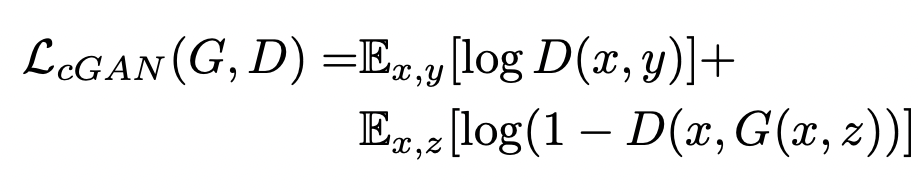 ℒ_{cGAN}(G, D) = 𝔼_{x,y}[log D(x, y)]+
𝔼_{x,z}[log(1 − D(x, G(x, z))]